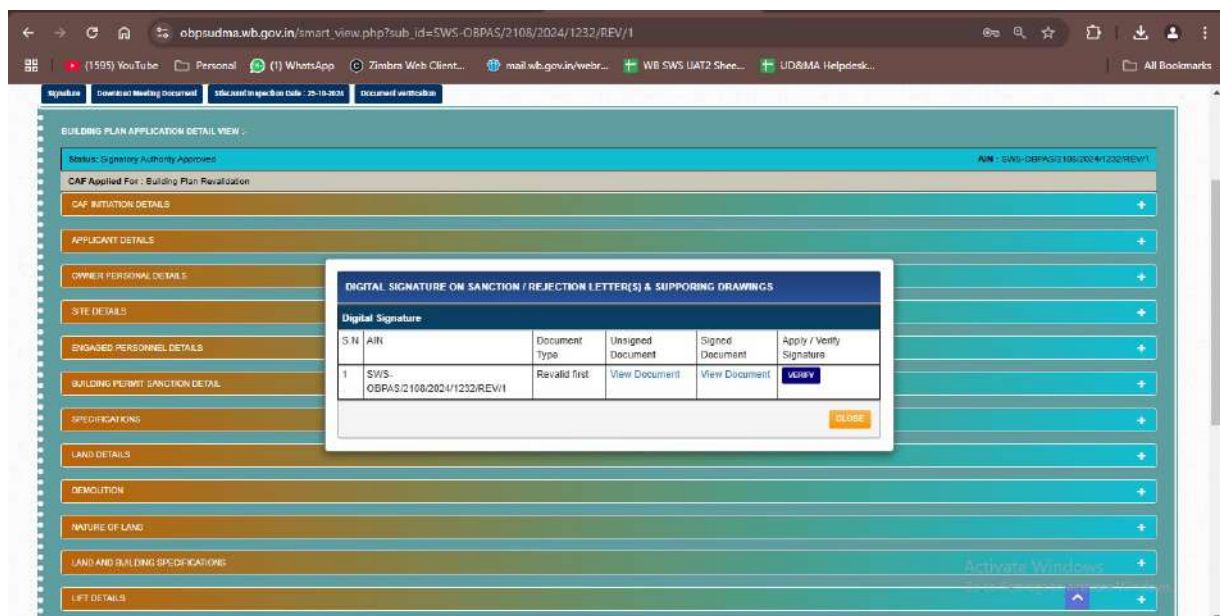 obpsudma.wb.gov.in/smart_view.php?sub_id=SWS-OBPAS/2108/2024/1232/REV/1
(1595) YouTube Personal (1) WhatsApp Zimbra Web Client... mail.wb.gov.in/webr... WB SWS UAT2 Shee... UD&MA Helpdesk... All Bookmarks
Signature Download Meeting Document Inspection Date : 25-10-2024 Document verification
BUILDING PLAN APPLICATION DETAIL VIEW :-
Status: Signatory Authority Approved AIN : SWS-OBPAS/2108/2024/1232/REV/1
CAF Applied For : Building Plan Revalidation
CAF INITIATION DETAILS
APPLICANT DETAILS
OWNER PERSONAL DETAILS
SITE DETAILS
ENGAGED PERSONNEL DETAILS
BUILDING PERMIT SANCTION DETAIL
SPECIFICATIONS
LAND DETAILS
DEMOLITION
NATURE OF LAND
LAND AND BUILDING SPECIFICATIONS
LIFT DETAILS
DIGITAL SIGNATURE ON SANCTION / REJECTION LETTER(S) & SUPPORING DRAWINGS
Digital Signature
S.N AIN Document Type Unsigned Document Signed Document Apply / Verify Signature
1 SWS-OBPAS/2108/2024/1232/REV/1 Revalid first View Document View Document VERIFY
CLOSE
Activate Windows